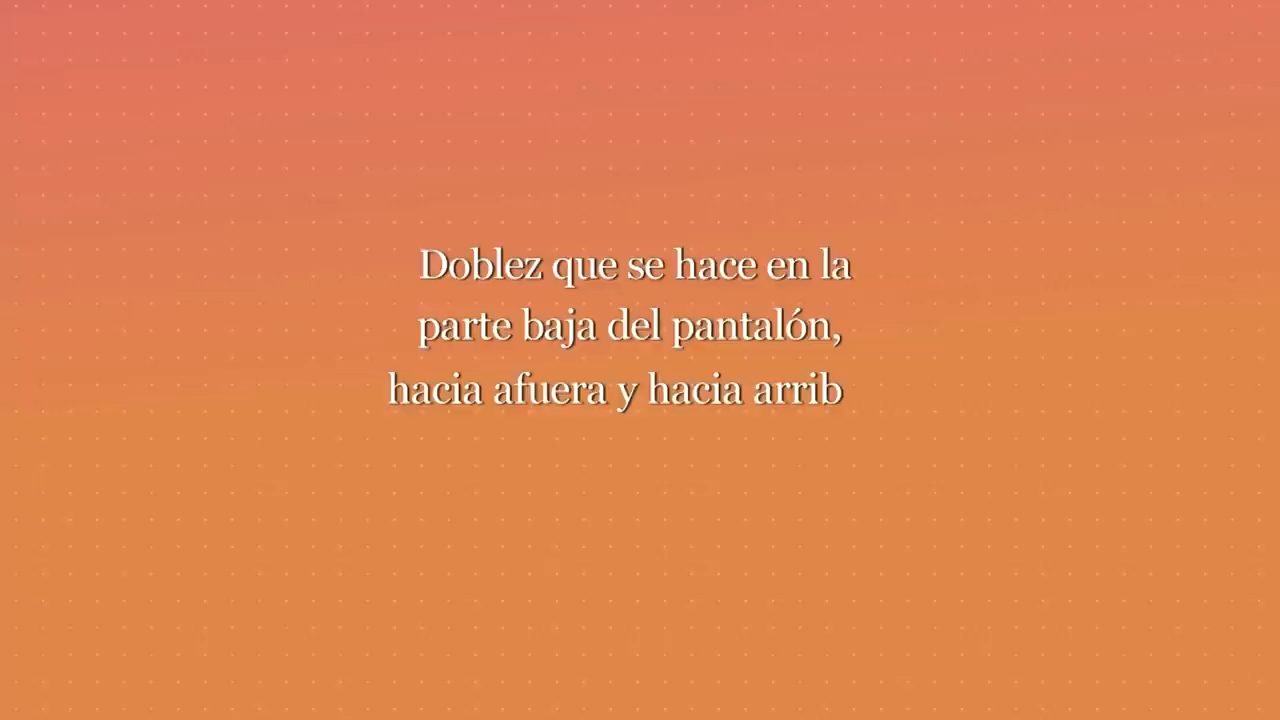 Doblez que se hace en la
parte baja del pantalón,
hacia afuera y hacia arrib